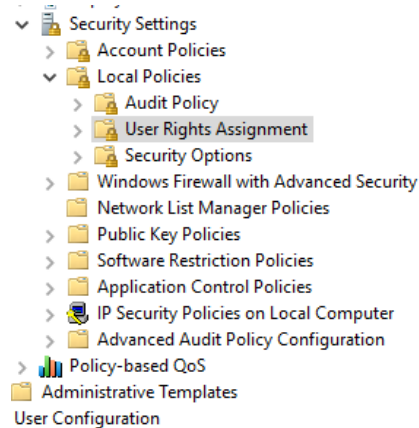 Security Settings
Account Policies
Local Policies
Audit Policy
User Rights Assignment
Security Options
Windows Firewall with Advanced Security
Network List Manager Policies
Public Key Policies
Software Restriction Policies
Application Control Policies
IP Security Policies on Local Computer
Advanced Audit Policy Configuration
Policy-based QoS
Administrative Templates
User Configuration